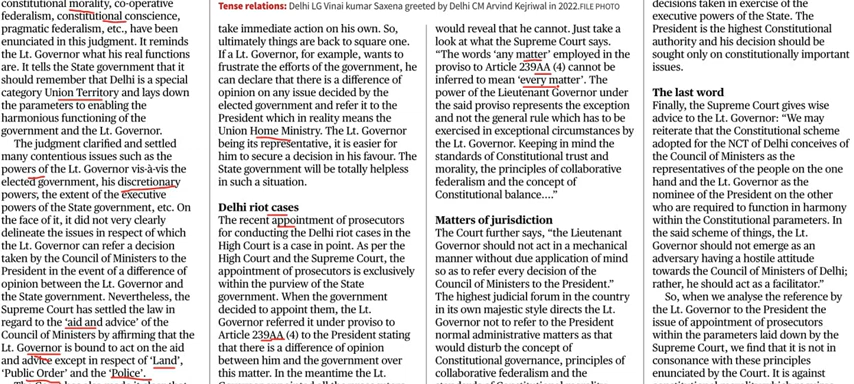 constitutional morality, co-operative
federalism, constitutional conscience,
pragmatic federalism, etc., have been
enunciated in this judgment. It reminds
the Lt. Governor what his real functions
are. It tells the State government that it
should remember that Delhi is a special
category Union Territory and lays down
the parameters to enabling the
harmonious functioning of the
government and the Lt. Governor.
The judgment clarified and settled
many contentious issues such as the
powers of the Lt. Governor vis-à-vis the
elected government, his discretionary
powers, the extent of the executive
powers of the State government, etc. On
the face of it, it did not very clearly
delineate the issues in respect of which
the Lt. Governor can refer a decision
taken by the Council of Ministers to the
President in the event of a difference of
opinion between the Lt. Governor and
the State government. Nevertheless, the
Supreme Court has settled the law in
regard to the ‘aid and advice’ of the
Council of Ministers by affirming that the
Lt. Governor is bound to act on the aid
and advice except in respect of ‘Land’,
‘Public Order’ and the ‘Police’.
Tense relations: Delhi LG Vinai kumar Saxena greeted by Delhi CM Arvind Kejriwal in 2022. FILE PHOTO
take immediate action on his own. So,
ultimately things are back to square one.
If a Lt. Governor, for example, wants to
frustrate the efforts of the government, he
can declare that there is a difference of
opinion on any issue decided by the
elected government and refer it to the
President which in reality means the
Union Home Ministry. The Lt. Governor
being its representative, it is easier for
him to secure a decision in his favour. The
State government will be totally helpless
in such a situation.
Delhi riot cases
The recent appointment of prosecutors
for conducting the Delhi riot cases in the
High Court is a case in point. As per the
High Court and the Supreme Court, the
appointment of prosecutors is exclusively
within the purview of the State
government. When the government
decided to appoint them, the Lt.
Governor referred it under proviso to
Article 239AA (4) to the President stating
that there is a difference of opinion
between him and the government over
this matter. In the meantime the Lt.
would reveal that he cannot. Just take a
look at what the Supreme Court says.
“The words ‘any matter’ employed in the
proviso to Article 239AA (4) cannot be
inferred to mean ‘every matter’. The
power of the Lieutenant Governor under
the said proviso represents the exception
and not the general rule which has to be
exercised in exceptional circumstances by
the Lt. Governor. Keeping in mind the
standards of Constitutional trust and
morality, the principles of collaborative
federalism and the concept of
Constitutional balance....”
Matters of jurisdiction
The Court further says, “the Lieutenant
Governor should not act in a mechanical
manner without due application of mind
so as to refer every decision of the
Council of Ministers to the President.”
The highest judicial forum in the country
in its own majestic style directs the Lt.
Governor not to refer to the President
normal administrative matters as that
would disturb the concept of
Constitutional governance, principles of
collaborative federalism and the
decisions taken in exercise of the
executive powers of the State. The
President is the highest Constitutional
authority and his decision should be
sought only on constitutionally important
issues.
The last word
Finally, the Supreme Court gives wise
advice to the Lt. Governor: “We may
reiterate that the Constitutional scheme
adopted for the NCT of Delhi conceives of
the Council of Ministers as the
representatives of the people on the one
hand and the Lt. Governor as the
nominee of the President on the other
who are required to function in harmony
within the Constitutional parameters. In
the said scheme of things, the Lt.
Governor should not emerge as an
adversary having a hostile attitude
towards the Council of Ministers of Delhi;
rather, he should act as a facilitator.”
So, when we analyse the reference by
the Lt. Governor to the President the
issue of appointment of prosecutors
within the parameters laid down by the
Supreme Court, we find that it is not in
consonance with these principles
enunciated by the Court. It is against